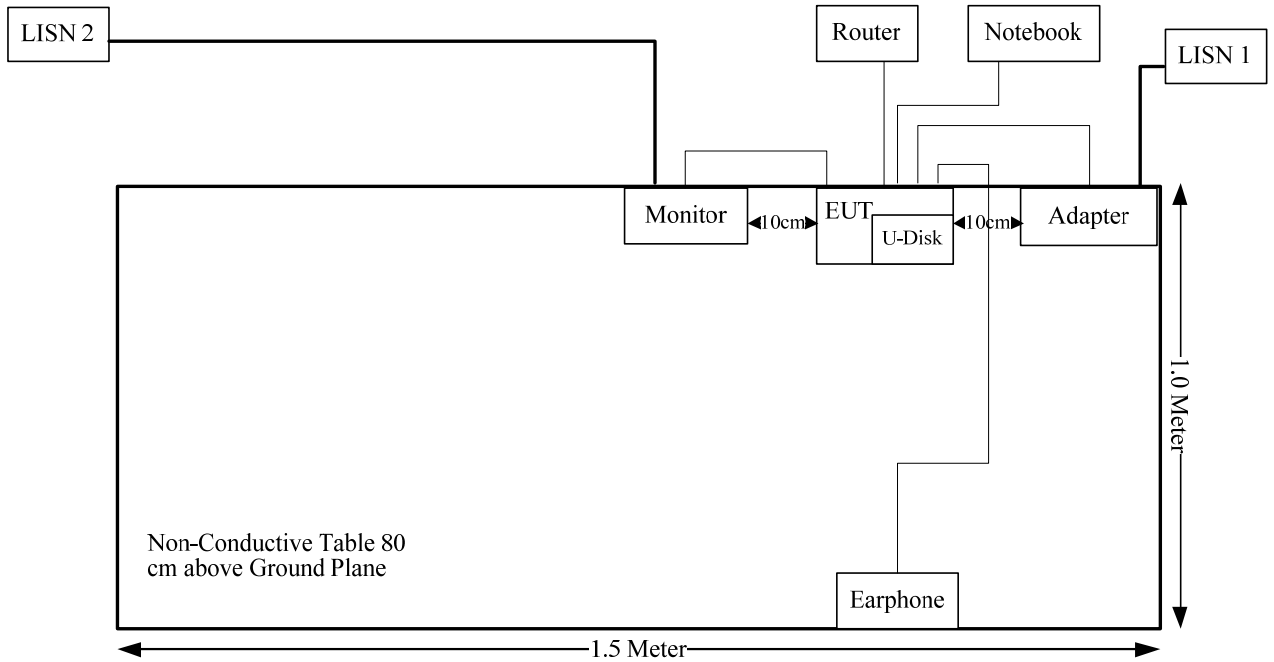 LISN 2
Router
Notebook
LISN 1
Monitor
10cm
EUT
U-Disk
10cm
Adapter
1.0 Meter
Non-Conductive Table 80
cm above Ground Plane
Earphone
1.5 Meter